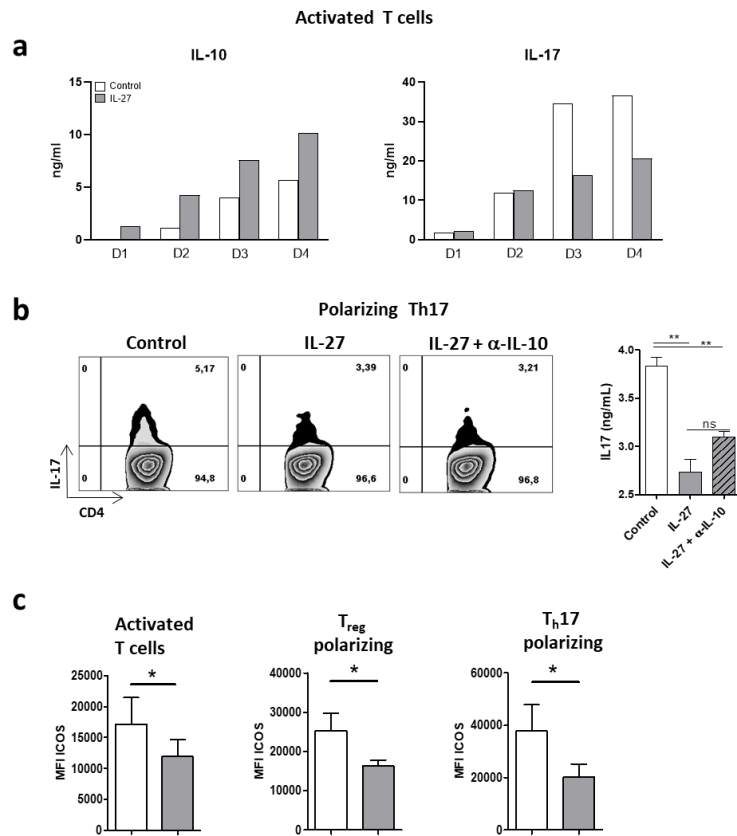 Activated T cells
a
IL-10
IL-17
15
10
5
0
ng/ml
Control
IL-27
D1 D2 D3 D4
40
30
20
10
0
ng/ml
D1 D2 D3 D4
b
Polarizing Th17
Control
IL-27
IL-27 + α-IL-10
0 5,17
0 94,8
0 3,39
0 96,6
0 3,21
0 96,8
IL-17
CD4
**
**
ns
4.0
3.5
3.0
2.5
IL17 (ng/mL)
Control
IL-27
IL-27 + α-IL-10
c
Activated
T cells
25000
20000
15000
10000
5000
0
MFI ICOS
*
Treg
polarizing
40000
30000
20000
10000
0
MFI ICOS
*
Th17
polarizing
60000
40000
20000
0
MFI ICOS
*